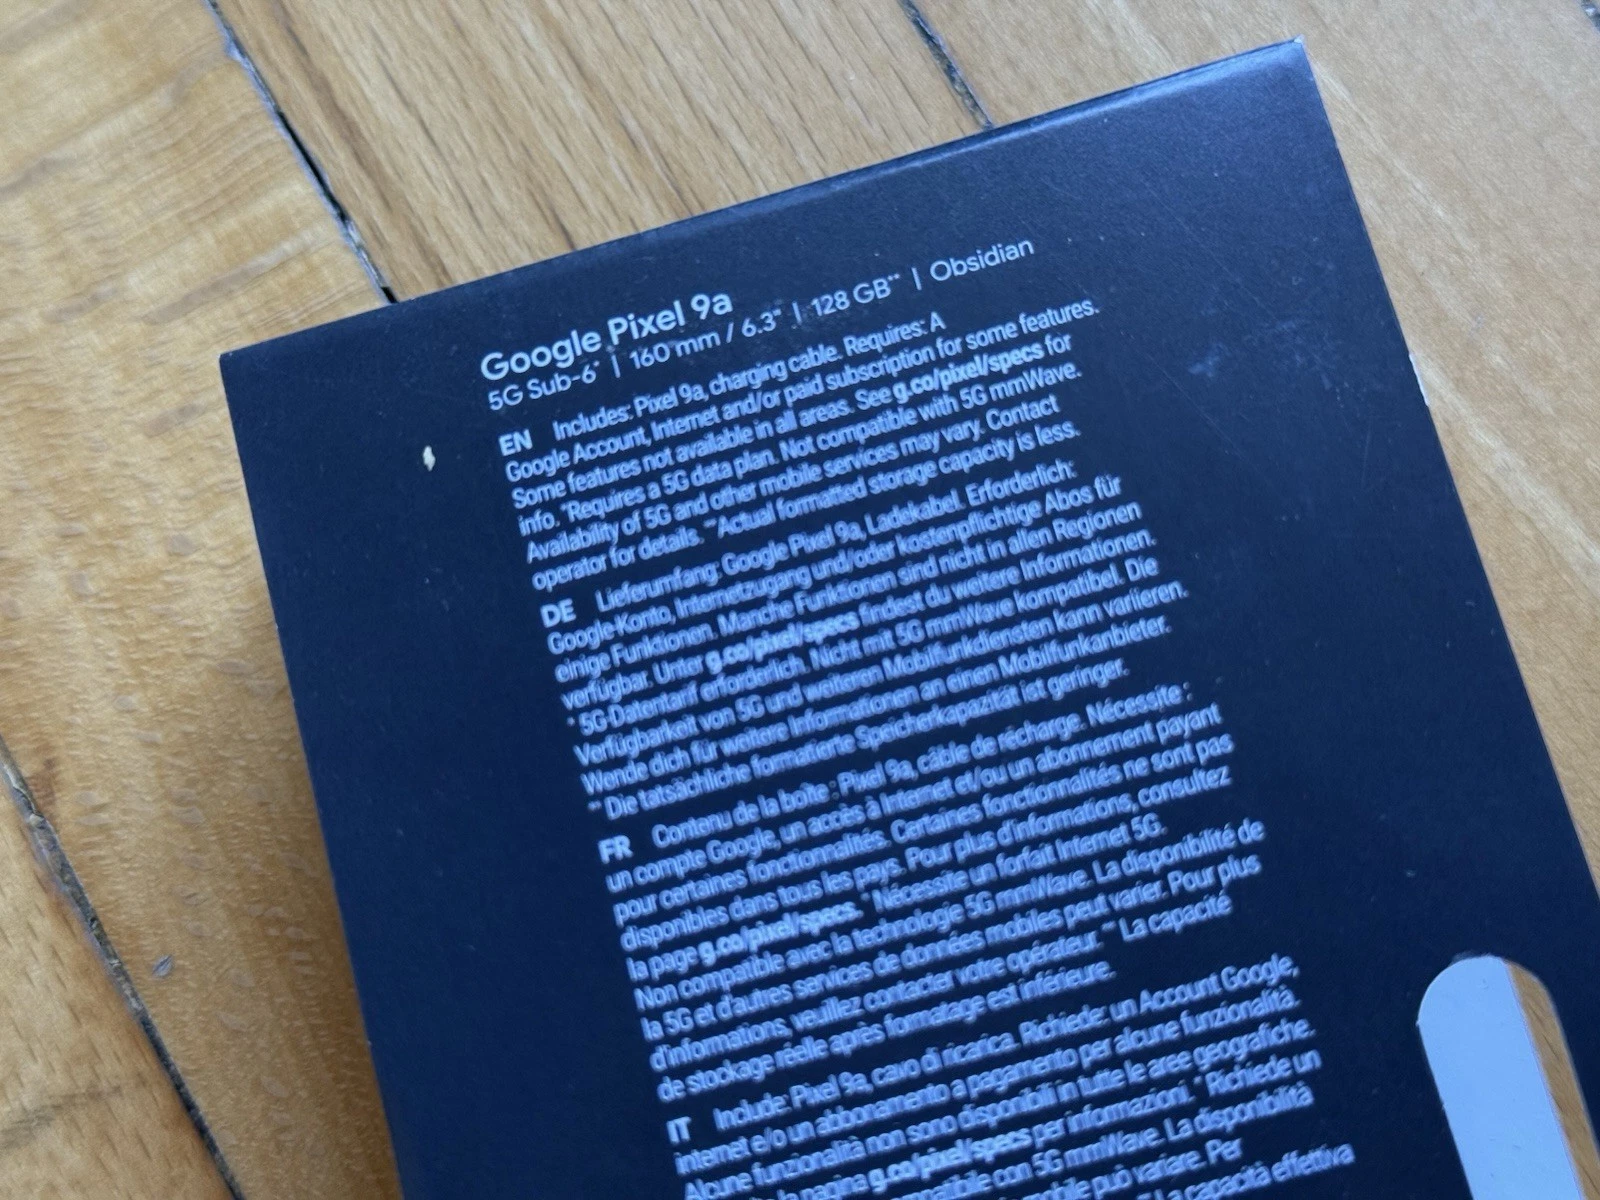 Google Pixel 9a
5G Sub-6* | 160 mm / 6.3" | 128 GB** | Obsidian
EN Includes: Pixel 9a, charging cable. Requires: A
Google Account, Internet and/or paid subscription for some features.
Some features not available in all areas. See g.co/pixel/specs for
info. *Requires a 5G data plan. Not compatible with 5G mmWave.
Availability of 5G and other mobile services may vary. Contact
operator for details. **Actual formatted storage capacity is less.
DE Lieferumfang: Google Pixel 9a, Ladekabel. Erforderlich:
Google-Konto, Internetzugang und/oder kostenpflichtige Abos für
einige Funktionen. Manche Funktionen sind nicht in allen Regionen
verfügbar. Unter g.co/pixel/specs findest du weitere Informationen.
* 5G-Datentarif erforderlich. Nicht mit 5G mmWave kompatibel. Die
Verfügbarkeit von 5G und weiteren Mobilfunkdiensten kann variieren.
Wende dich für weitere Informationen an einen Mobilfunkanbieter.
** Die tatsächliche formatierte Speicherkapazität ist geringer.
FR Contenu de la boîte : Pixel 9a, câble de recharge. Nécessite :
un compte Google, un accès à Internet et/ou un abonnement payant
pour certaines fonctionnalités. Certaines fonctionnalités ne sont pas
disponibles dans tous les pays. Pour plus d'informations, consultez
la page g.co/pixel/specs. *Nécessite un forfait Internet 5G.
Non compatible avec la technologie 5G mmWave. La disponibilité de
la 5G et d'autres services de données mobiles peut varier. Pour plus
d'informations, veuillez contacter votre opérateur. ** La capacité
de stockage réelle après formatage est inférieure.
IT Include: Pixel 9a, cavo di ricarica. Richiede: un Account Google,
internet e/o un abbonamento a pagamento per alcune funzionalità.
Alcune funzionalità non sono disponibili in tutte le aree geografiche.
la pagina g.co/pixel/specs per informazioni. * Richiede un
con 5G mmWave. La disponibilità
mobile può variare. Per
** La capacità effettiva